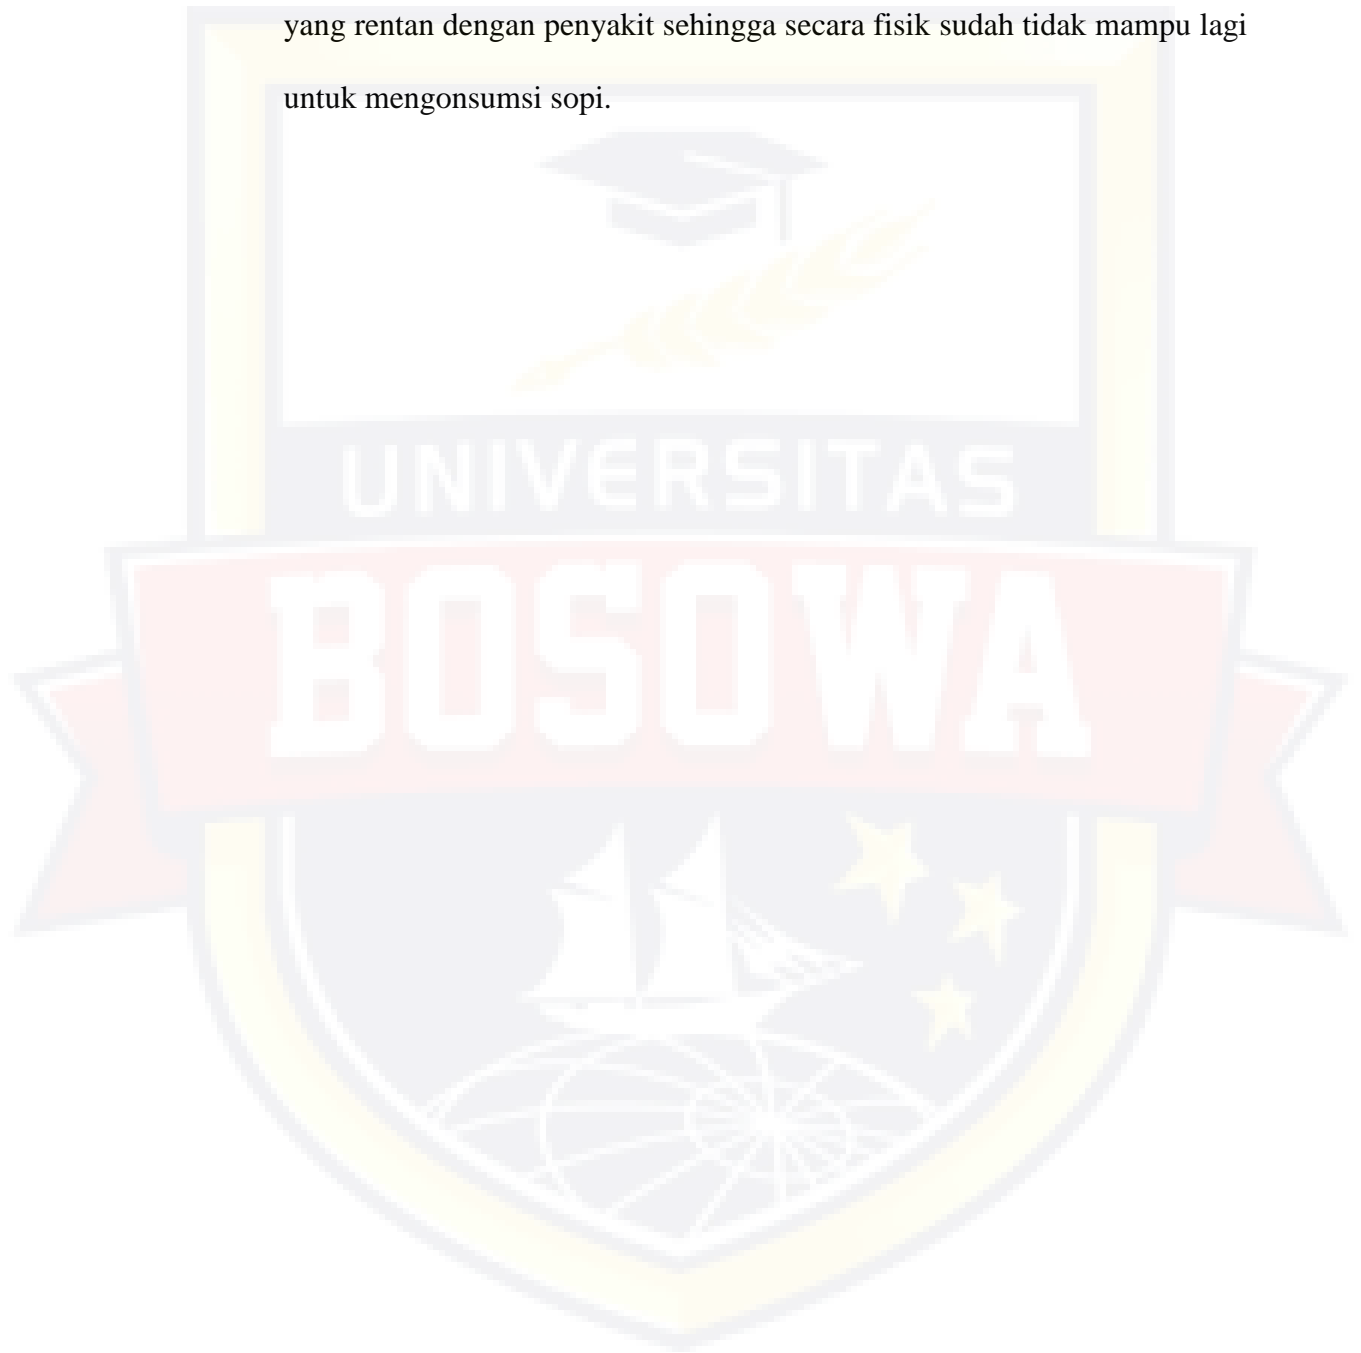 yang rentan dengan penyakit sehingga secara fisik sudah tidak mampu lagi
untuk mengonsumsi sopi.
UNIVERSITAS
BOSOWA